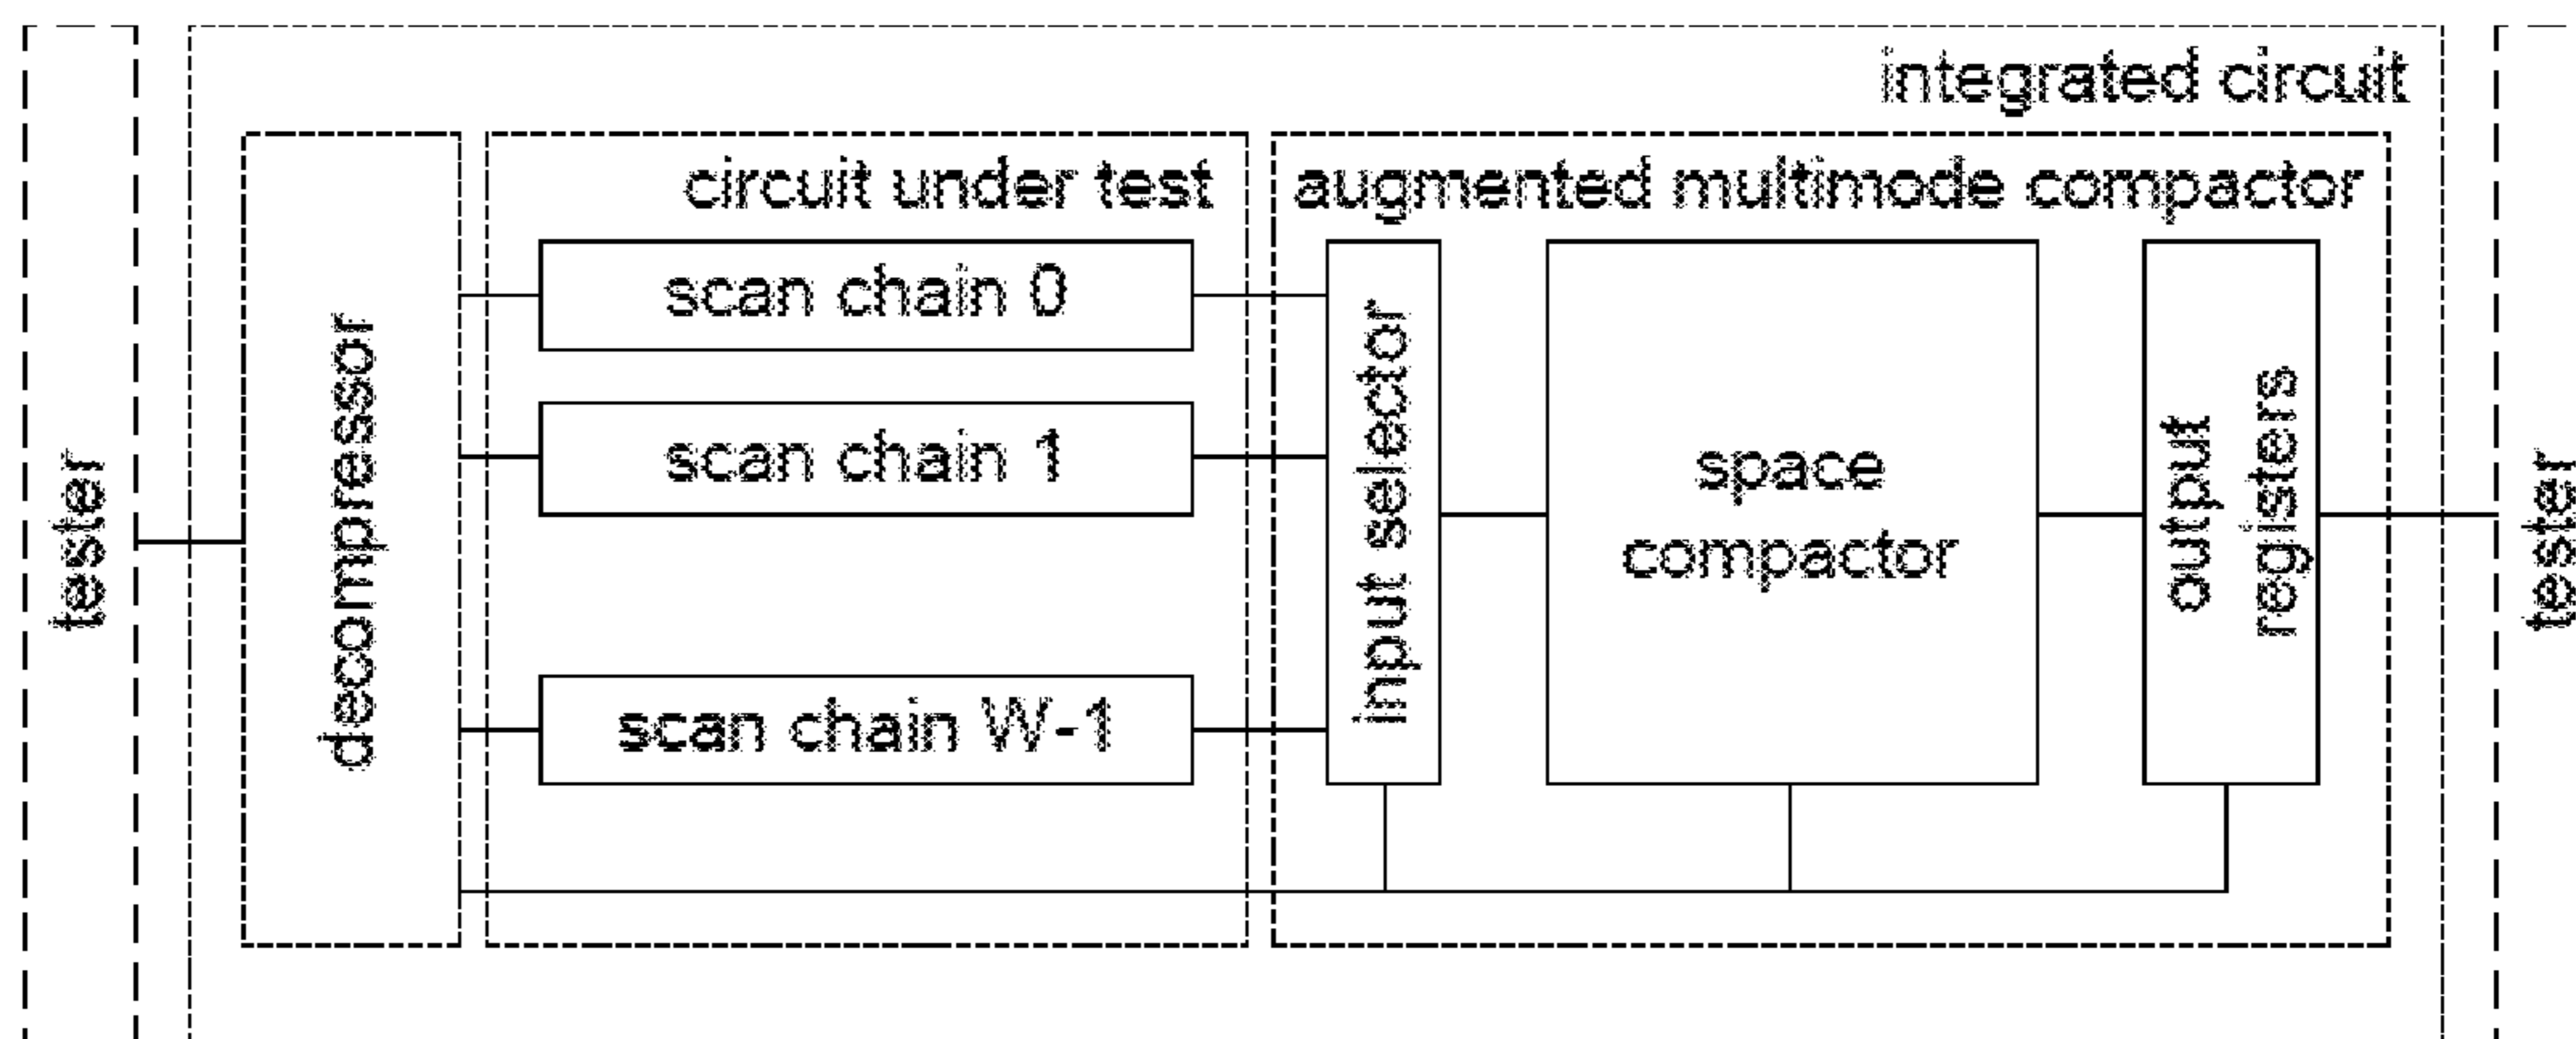 integrated circuit
circuit under test
augmented multimode compactor
tester
decompressor
scan chain 0
scan chain 1
scan chain W-1
input selector
space
compactor
output
registers
tester